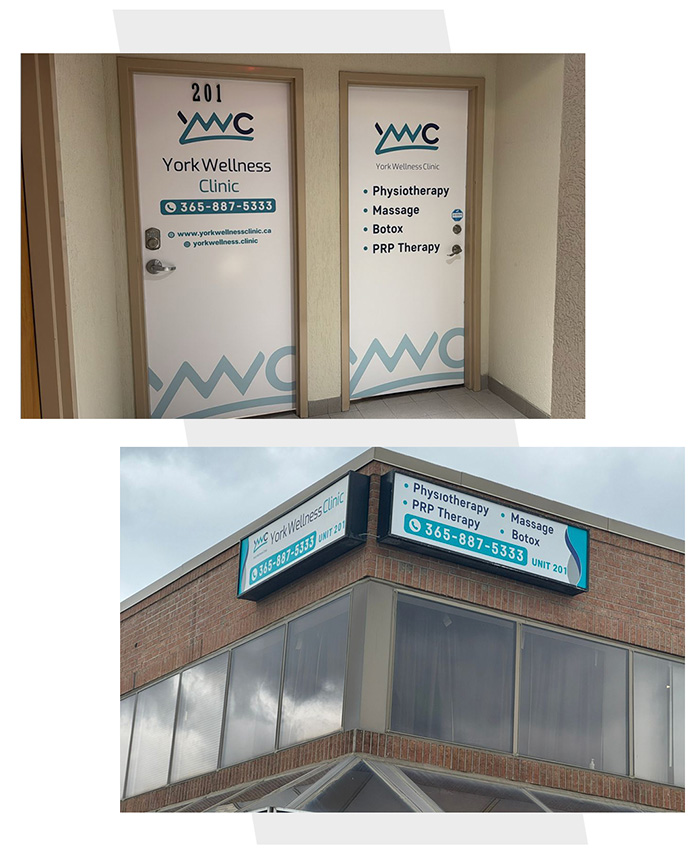 201
YWC
York Wellness
Clinic
365-887-5333
www.yorkwellnessclinic.ca
yorkwellness.clinic
YWC
York Wellness Clinic
• Physiotherapy
• Massage
• Botox
• PRP Therapy
YWC
YWC
YWC York Wellness Clinic
365-887-5333 UNIT 201
• Physiotherapy • Massage
• PRP Therapy • Botox
365-887-5333 UNIT 201